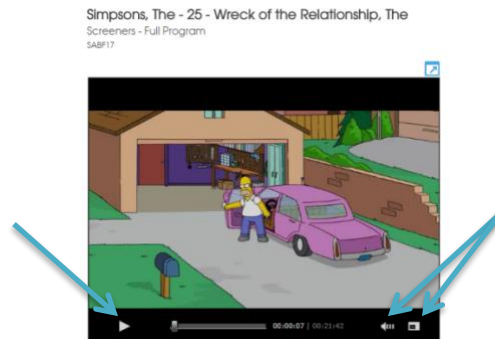 Simpsons, The - 25 - Wreck of the Relationship, The
Screeners - Full Program
SABF17
00:00:07 | 00:21:42